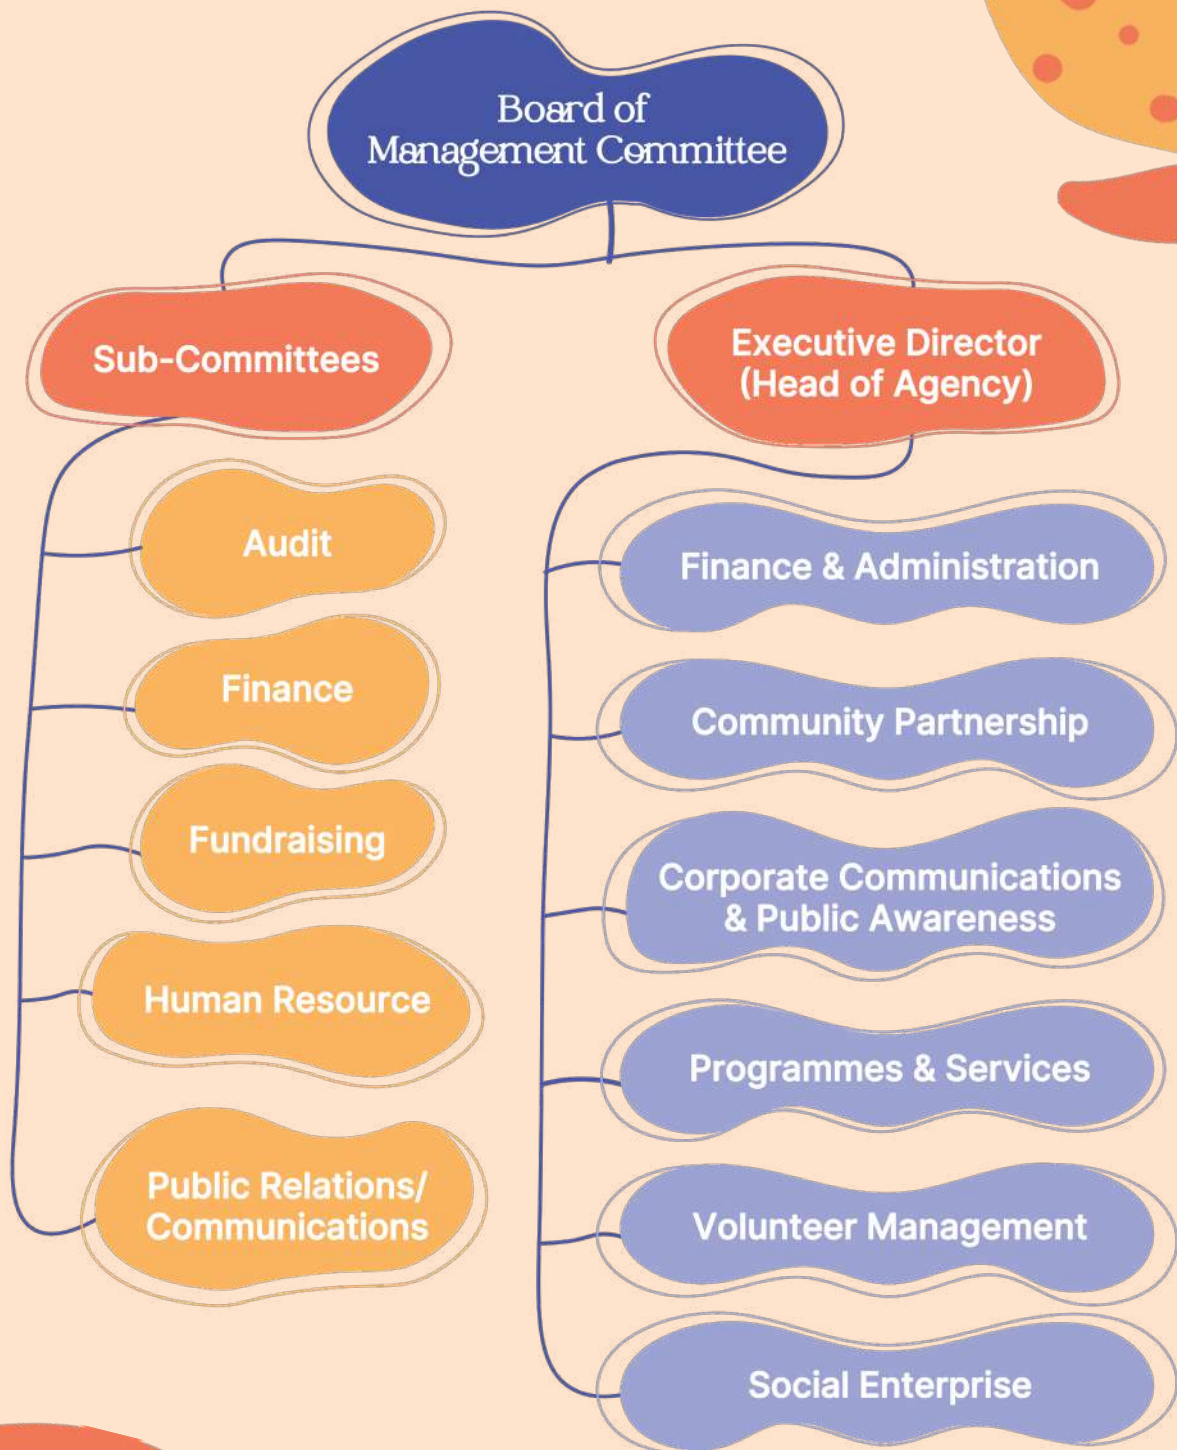 Board of
Management Committee
Sub-Committees
Executive Director
(Head of Agency)
Audit
Finance
Fundraising
Human Resource
Public Relations/
Communications
Finance & Administration
Community Partnership
Corporate Communications
& Public Awareness
Programmes & Services
Volunteer Management
Social Enterprise